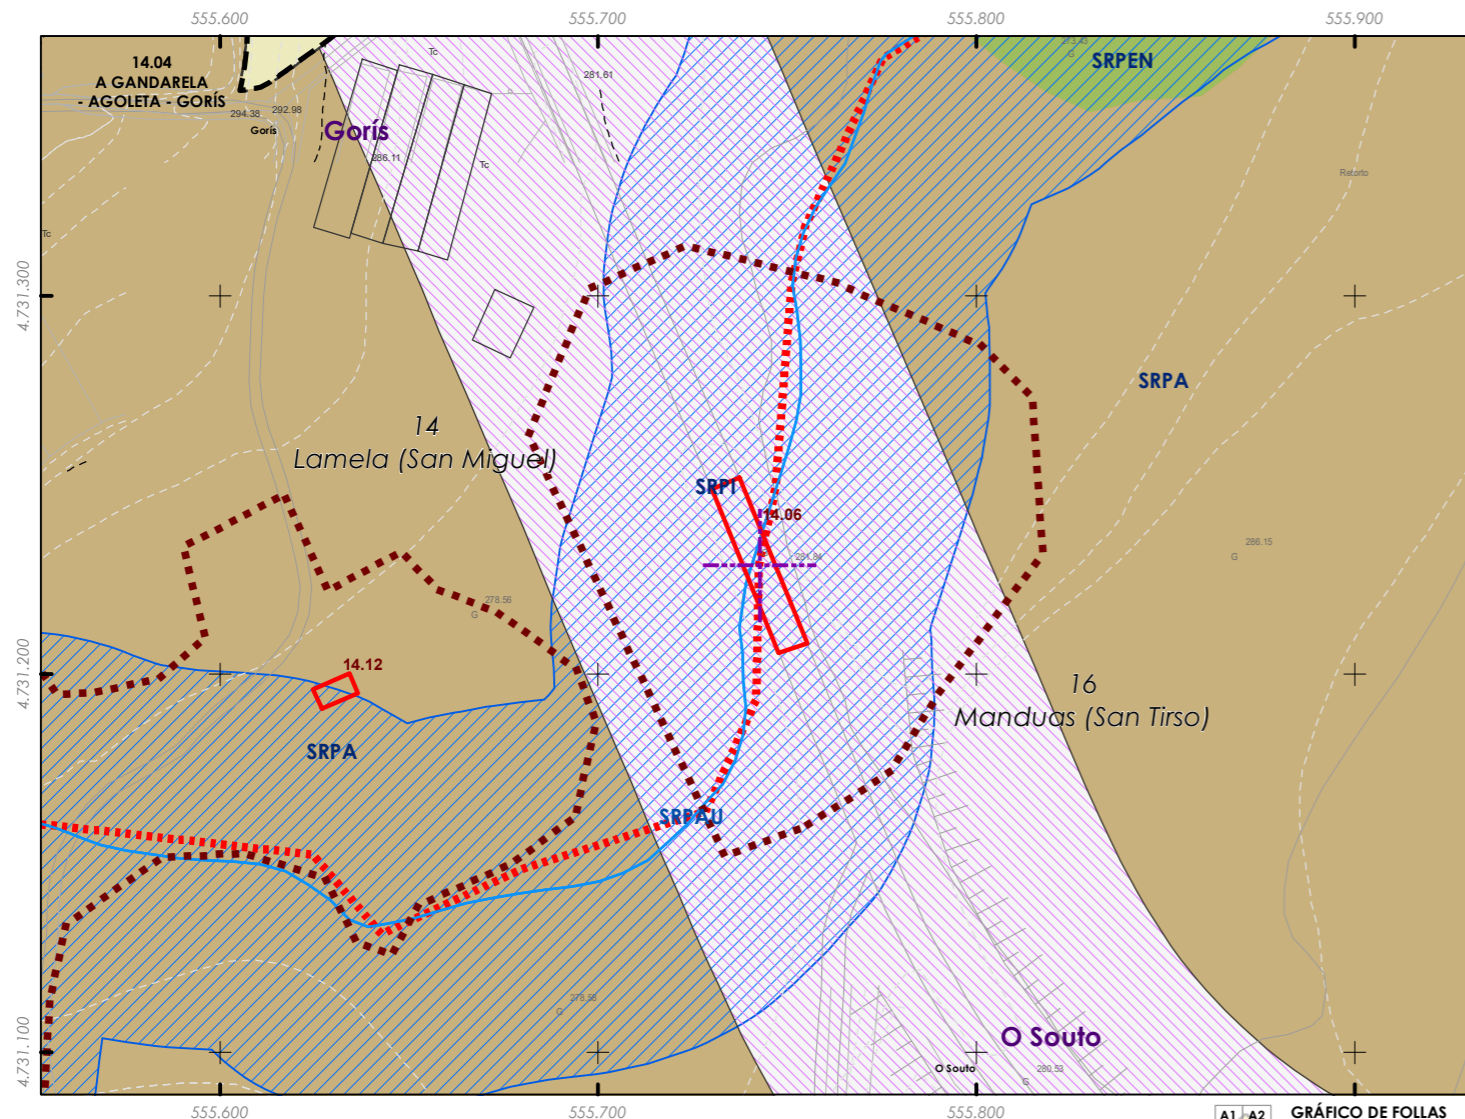 555.600
555.700
555.800
555.900
14.04
A GANDARELA
- AGOLETA - GORÍS
294.38
292.98
Gorís
Gorís
286.11
Tc
Tc
Tc
281.61
273.43
G
SRPEN
Retorto
4.731.300
SRPA
14
Lamela (San Miguel)
SRPI
14.06
281.86
286.15
G
278.56
G
14.12
4.731.200
16
Manduas (San Tirso)
SRPA
SRPAU
278.58
G
O Souto
O Souto
280.53
G
4.731.100
555.600
555.700
555.800
A1
A2
GRÁFICO DE FOLLAS